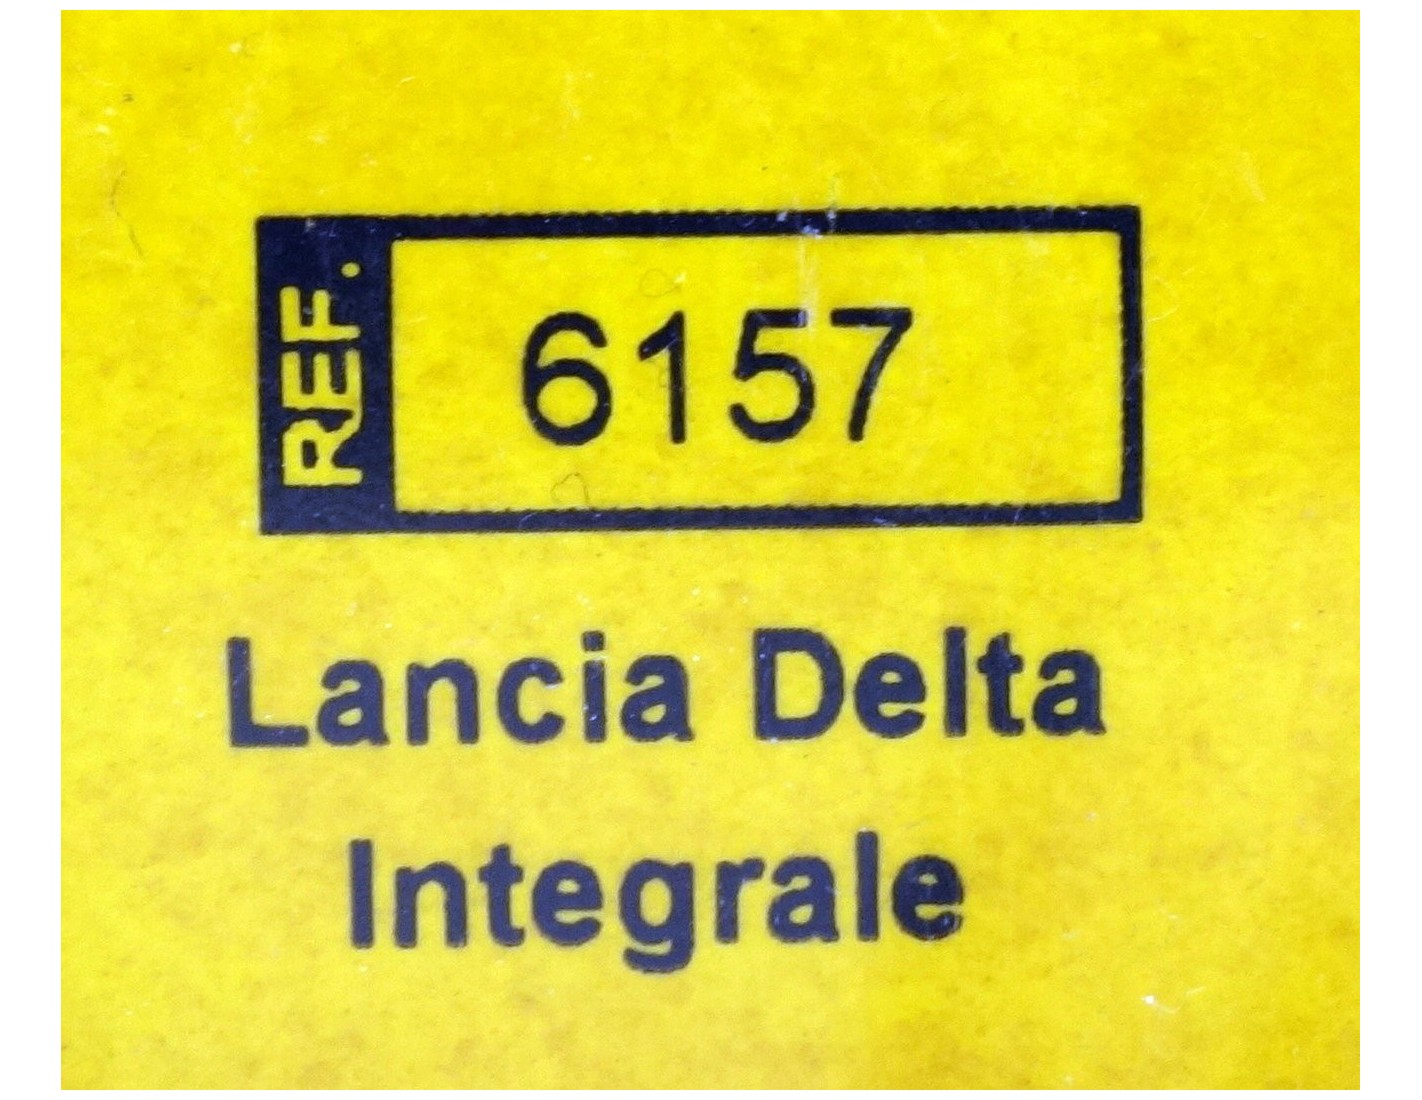 REF. 6157
Lancia Delta
Integrale